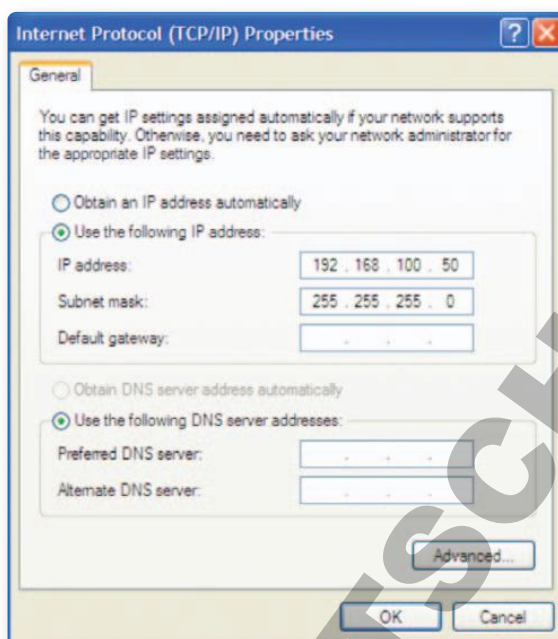 Internet Protocol (TCP/IP) Properties
General
You can get IP settings assigned automatically if your network supports
this capability. Otherwise, you need to ask your network administrator for
the appropriate IP settings.
Obtain an IP address automatically
Use the following IP address:
IP address: 192 . 168 . 100 . 50
Subnet mask: 255 . 255 . 255 . 0
Default gateway: . . .
Obtain DNS server address automatically
Use the following DNS server addresses:
Preferred DNS server: . . .
Alternate DNS server: . . .
Advanced...
OK Cancel